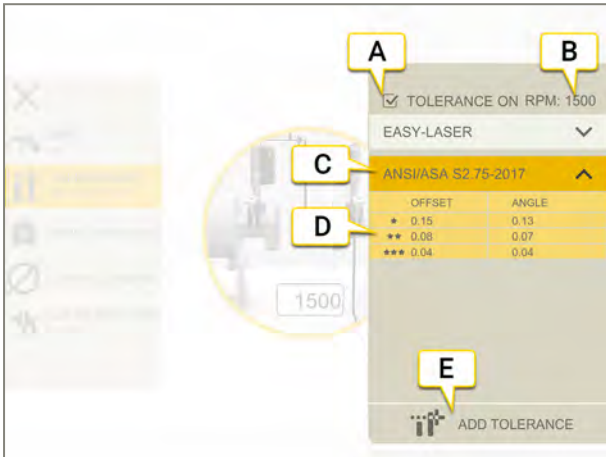 A
B
TOLERANCE ON RPM: 1500
EASY-LASER
C
ANSI/ASA S2.75-2017
OFFSET ANGLE
D
★ 0.15 0.13
★★ 0.08 0.07
★★★ 0.04 0.04
1500
E
ADD TOLERANCE